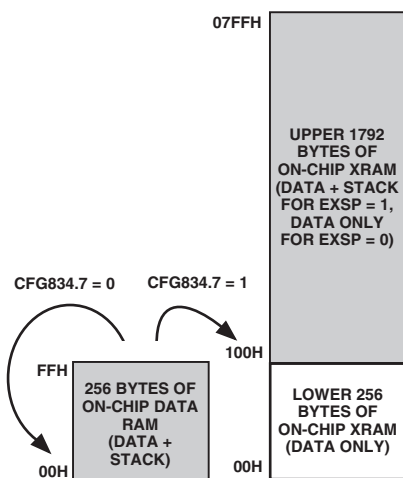 07FFH
UPPER 1792
BYTES OF
ON-CHIP XRAM
(DATA + STACK
FOR EXSP = 1,
DATA ONLY
FOR EXSP = 0)
CFG834.7 = 0
CFG834.7 = 1
100H
FFH
256 BYTES OF
ON-CHIP DATA
RAM
(DATA +
STACK)
00H
LOWER 256
BYTES OF
ON-CHIP XRAM
(DATA ONLY)
00H